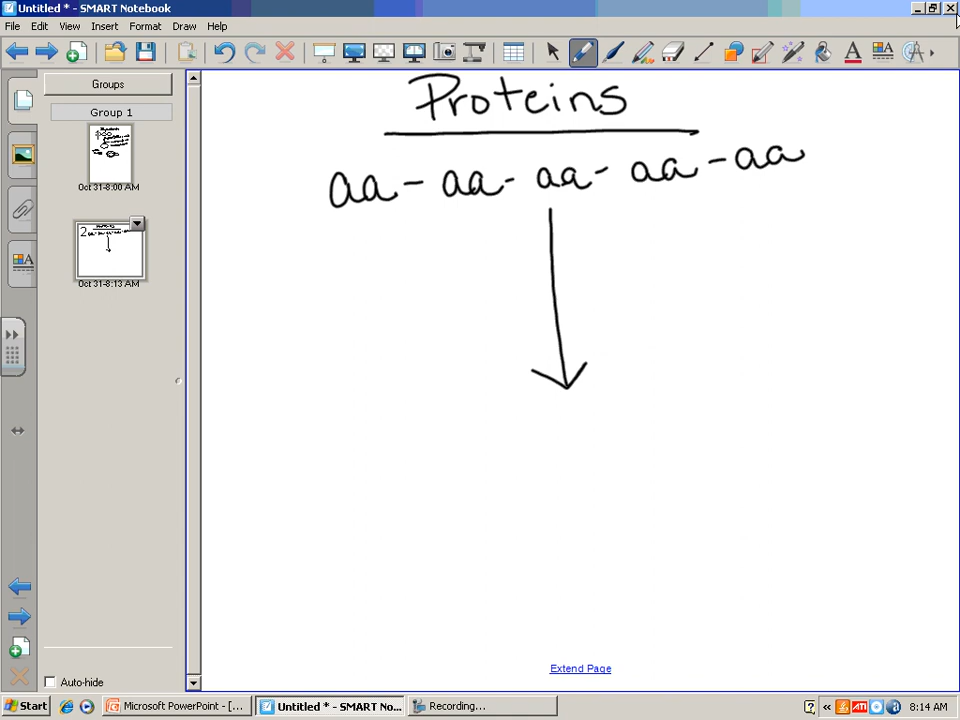 Untitled * - SMART Notebook
File Edit View Insert Format Draw Help
Groups
Group 1
Oct 31-8:00 AM
2
Oct 31-8:13 AM
Proteins
aa - aa - aa - aa - aa
Extend Page
Auto-hide
Start Microsoft PowerPoint - [... Untitled * - SMART No... Recording... 8:14 AM